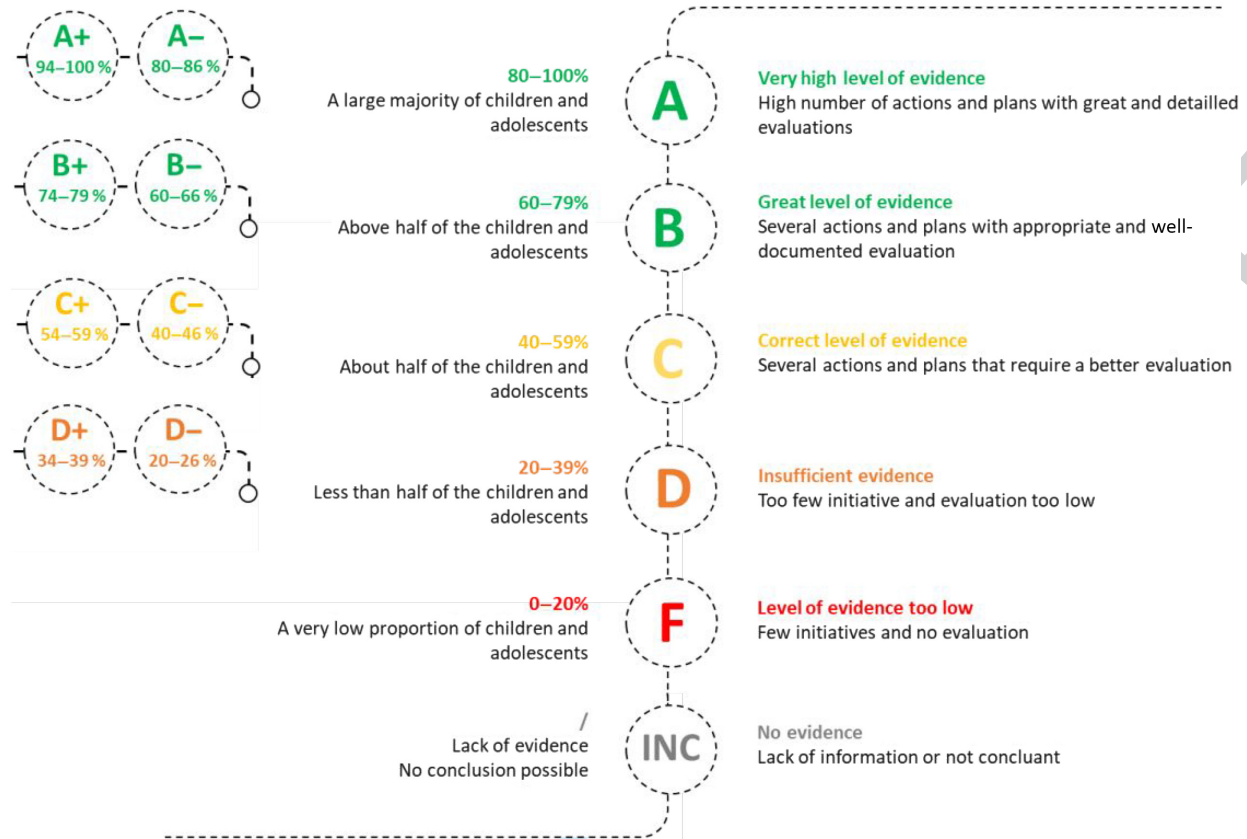 A+
94–100 %
A–
80–86 %
80–100%
A large majority of children and
adolescents
A
Very high level of evidence
High number of actions and plans with great and detailled
evaluations
B+
74–79 %
B–
60–66 %
60–79%
Above half of the children and
adolescents
B
Great level of evidence
Several actions and plans with appropriate and well-
documented evaluation
C+
54–59 %
C–
40–46 %
40–59%
About half of the children and
adolescents
C
Correct level of evidence
Several actions and plans that require a better evaluation
D+
34–39 %
D–
20–26 %
20–39%
Less than half of the children and
adolescents
D
Insufficient evidence
Too few initiative and evaluation too low
0–20%
A very low proportion of children and
adolescents
F
Level of evidence too low
Few initiatives and no evaluation
/
Lack of evidence
No conclusion possible
INC
No evidence
Lack of information or not concluant